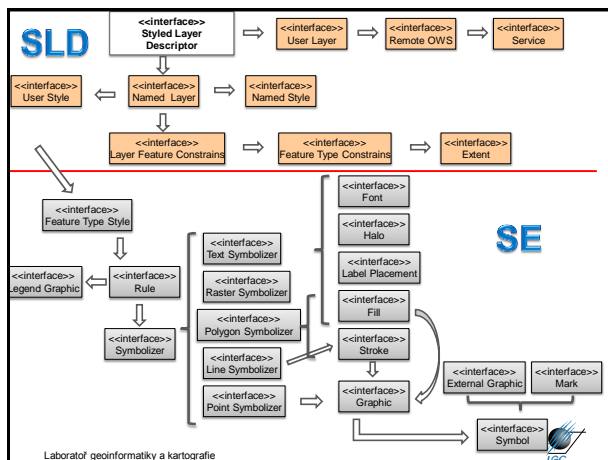 SLD
<<interface>>
Styled Layer
Descriptor
<<interface>>
User Layer
<<interface>>
Remote OWS
<<interface>>
Service
<<interface>>
User Style
<<interface>>
Named Layer
<<interface>>
Named Style
<<interface>>
Layer Feature Constrains
<<interface>>
Feature Type Constrains
<<interface>>
Extent
SE
<<interface>>
Feature Type Style
<<interface>>
Legend Graphic
<<interface>>
Rule
<<interface>>
Symbolizer
<<interface>>
Text Symbolizer
<<interface>>
Raster Symbolizer
<<interface>>
Polygon Symbolizer
<<interface>>
Line Symbolizer
<<interface>>
Point Symbolizer
<<interface>>
Font
<<interface>>
Halo
<<interface>>
Label Placement
<<interface>>
Fill
<<interface>>
Stroke
<<interface>>
Graphic
<<interface>>
External Graphic
<<interface>>
Mark
<<interface>>
Symbol
Laboratoř geoinformatiky a kartografie
LGC